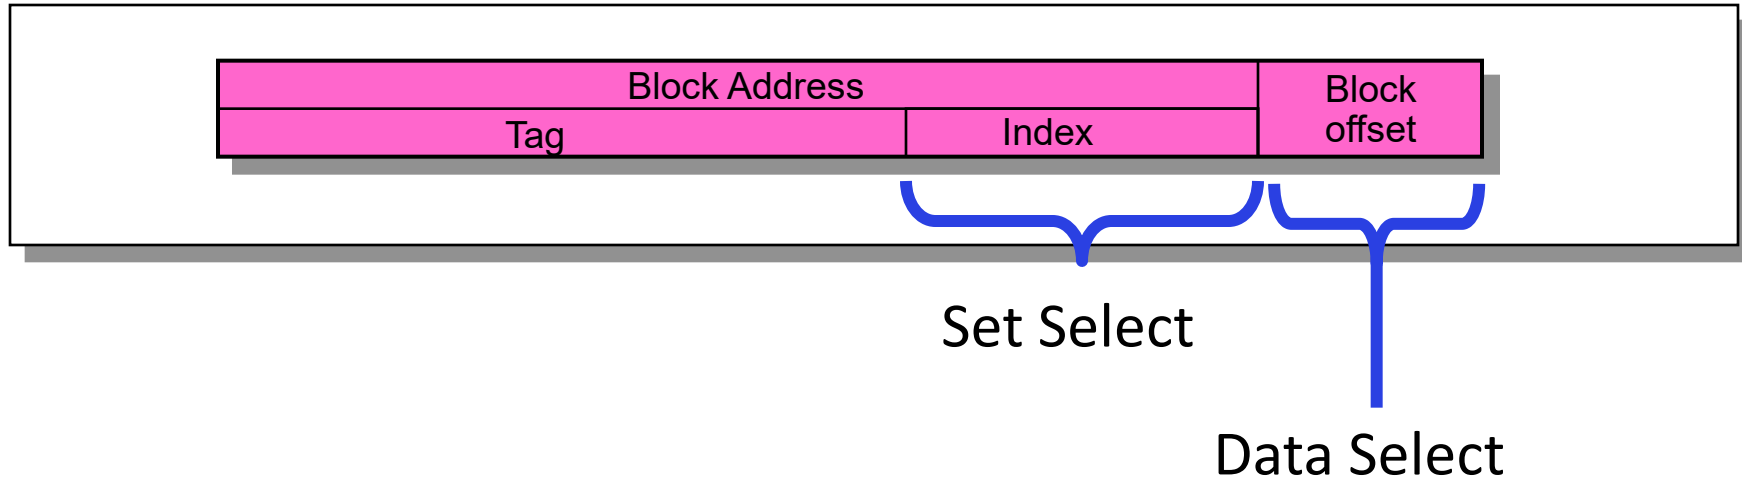 Block Address
Block
offset
Tag
Index
Set Select
Data Select